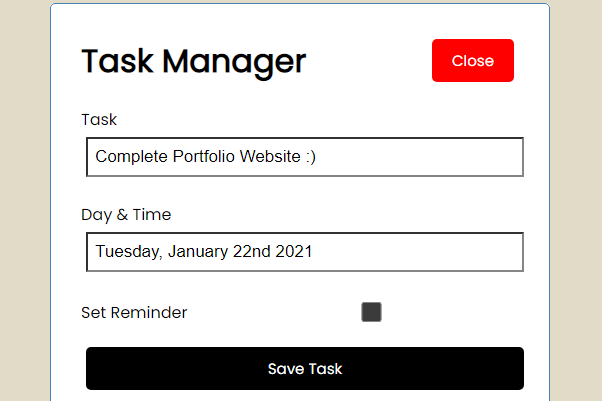 Task Manager
Close
Task
Complete Portfolio Website :)
Day & Time
Tuesday, January 22nd 2021
Set Reminder
Save Task